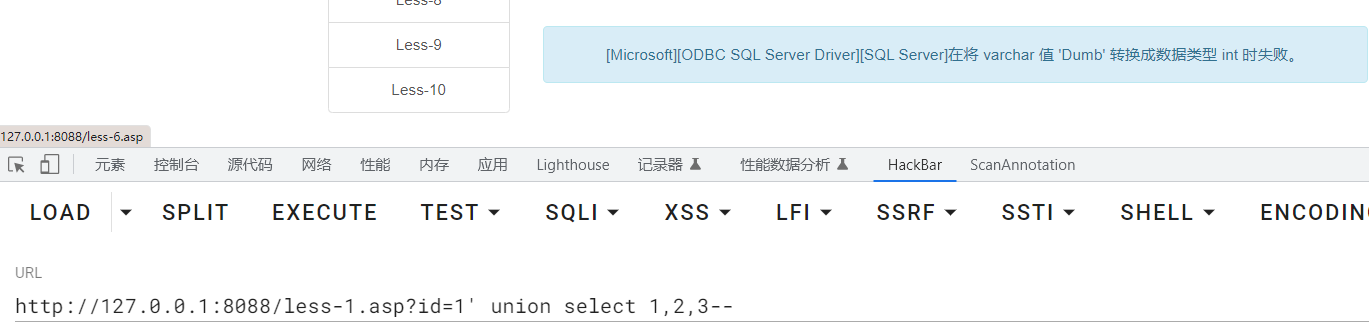 Less-8
Less-9
Less-10
[Microsoft][ODBC SQL Server Driver][SQL Server]在将 varchar 值 'Dumb' 转换成数据类型 int 时失败。
127.0.0.1:8088/less-6.asp
元素 控制台 源代码 网络 性能 内存 应用 Lighthouse 记录器 性能数据分析 HackBar ScanAnnotation
LOAD SPLIT EXECUTE TEST SQLI XSS LFI SSRF SSTI SHELL ENCODIN
URL
http://127.0.0.1:8088/less-1.asp?id=1' union select 1,2,3--